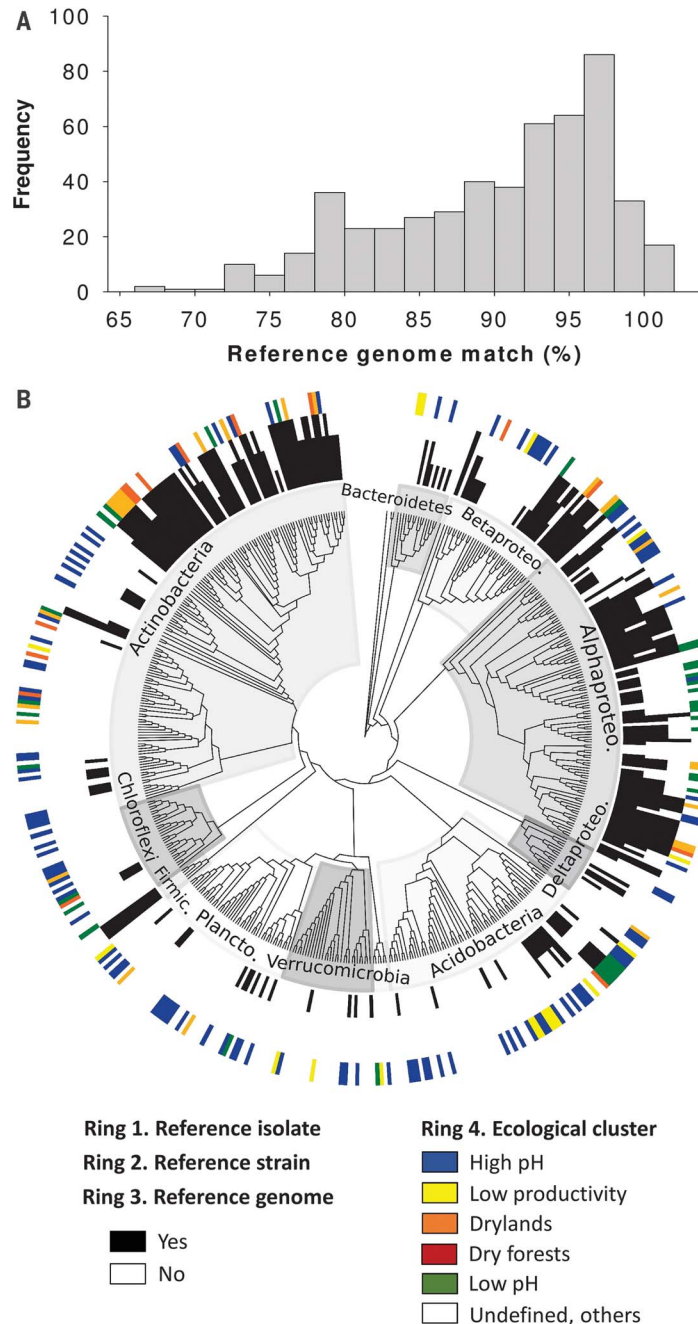 A
100
80
60
40
20
0
Frequency
65 70 75 80 85 90 95 100
Reference genome match (%)
B
Bacteroidetes
Betaproteo.
Alphaproteo.
Deltaproteo.
Acidobacteria
Verrucomicrobia
Plancto.
Firmic.
Chloroflexi
Actinobacteria
Ring 1. Reference isolate
Ring 2. Reference strain
Ring 3. Reference genome
Yes
No
Ring 4. Ecological cluster
High pH
Low productivity
Drylands
Dry forests
Low pH
Undefined, others